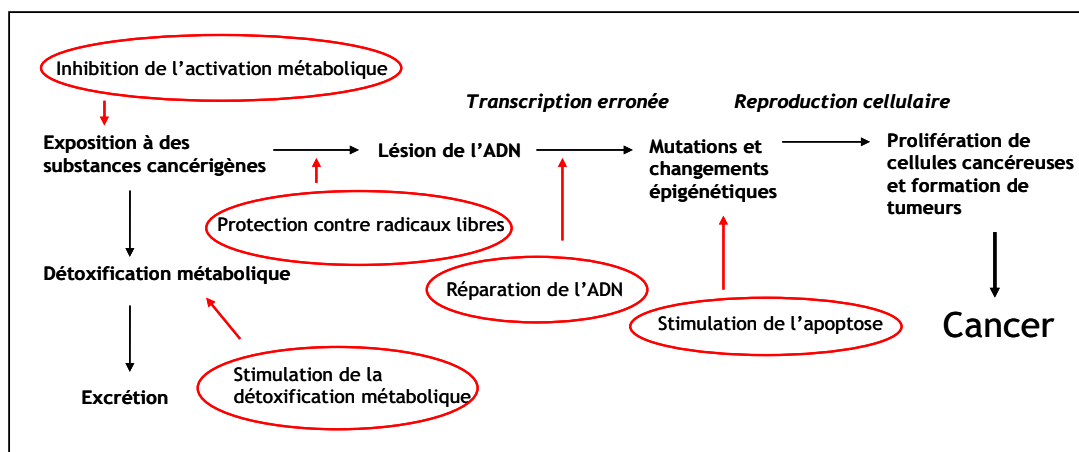 Inhibition de l’activation métabolique
Transcription erronée
Reproduction cellulaire
Exposition à des
substances cancérigènes
Lésion de l’ADN
Mutations et
changements
épigénétiques
Prolifération de
cellules cancéreuses
et formation de
tumeurs
Protection contre radicaux libres
Détoxification métabolique
Réparation de l’ADN
Stimulation de l’apoptose
Cancer
Stimulation de la
détoxification métabolique
Excrétion